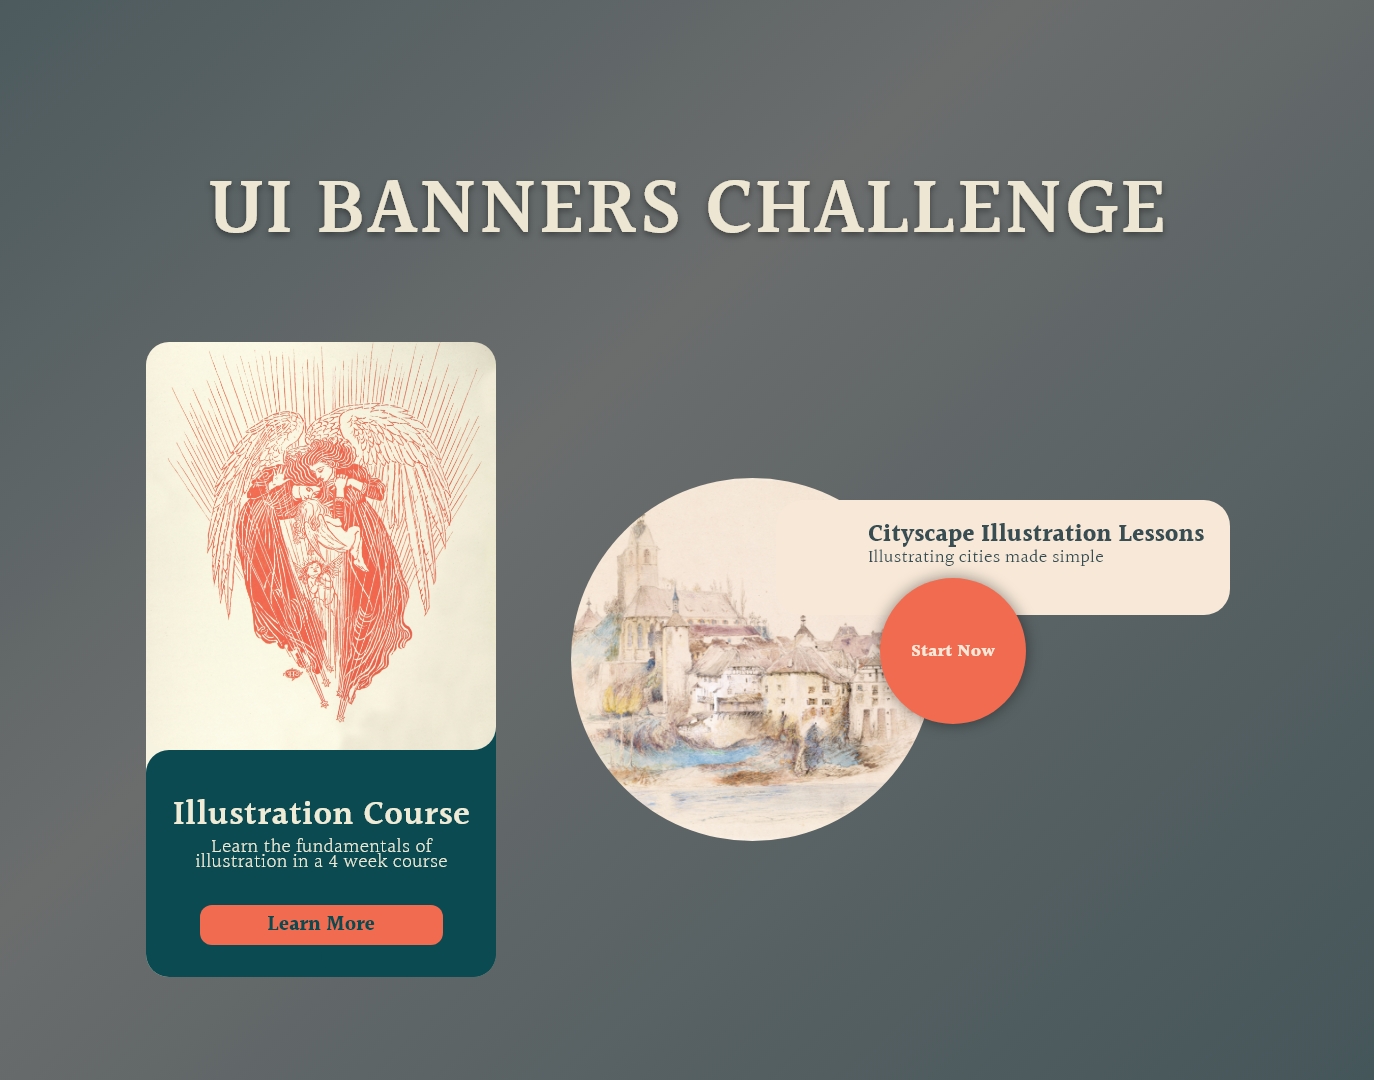 UI BANNERS CHALLENGE
Illustration Course
Learn the fundamentals of
illustration in a 4 week course
Learn More
Cityscape Illustration Lessons
Illustrating cities made simple
Start Now